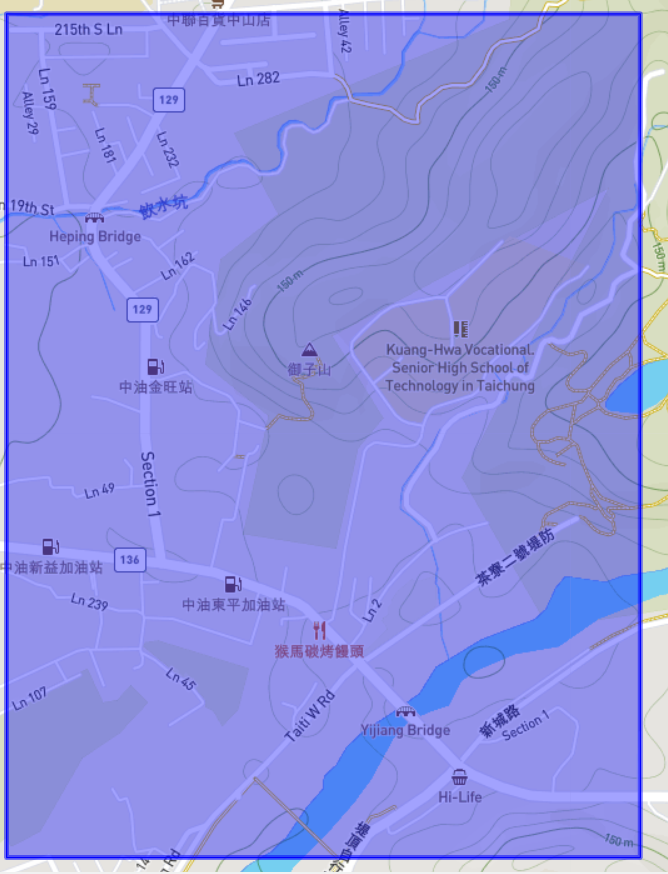 中聯百貨中山店
215th S Ln
Alley 42
Ln 282
150 m
Ln 159
Alley 29
129
Ln 181
Ln 232
19th St
飲水坑
Heping Bridge
Ln 151
Ln 162
150 m
150 m
129
Ln 146
御子山
Kuang-Hwa Vocational
Senior High School of
Technology in Taichung
中油金旺站
Section 1
Ln 49
136
中油新益加油站
中油東平加油站
茶寮二號堤防
Ln 239
Ln 2
猴馬碳烤饅頭
Ln 45
Ln 107
Taiti W Rd
Yijiang Bridge
新城路
Section 1
Hi-Life
150 m
堤頂
Rd